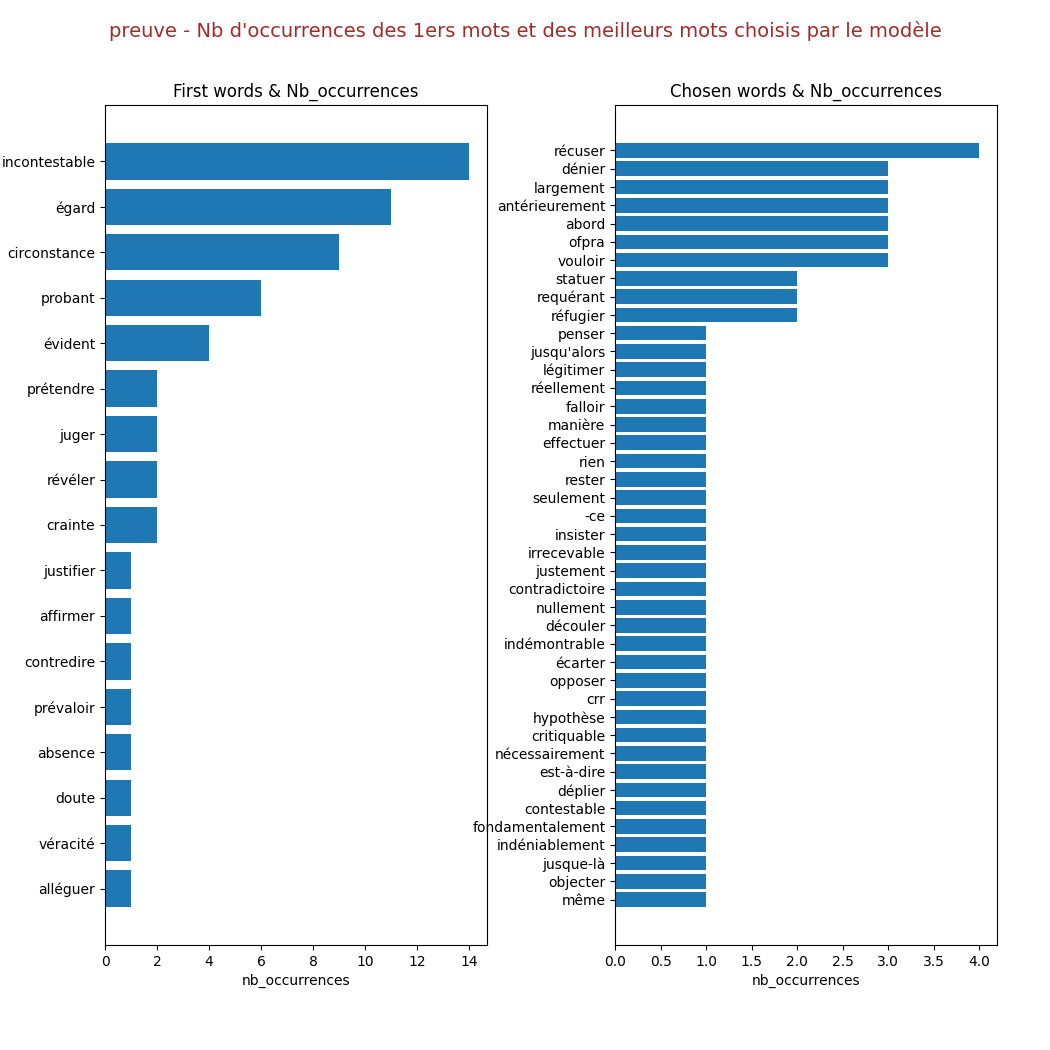 preuve - Nb d'occurrences des 1ers mots et des meilleurs mots choisis par le modèle
First words & Nb_occurrences
incontestable
égard
circonstance
probant
évident
prétendre
juger
révéler
crainte
justifier
affirmer
contredire
prévaloir
absence
doute
véracité
alléguer
0 2 4 6 8 10 12 14
nb_occurrences
Chosen words & Nb_occurrences
récuser
dénier
largement
antérieurement
abord
ofpra
vouloir
statuer
requérant
réfugier
penser
jusqu'alors
légitimer
réellement
falloir
manière
effectuer
rien
rester
seulement
-ce
insister
irrecevable
justement
contradictoire
nullement
découler
indémontrable
écarter
opposer
crr
hypothèse
critiquable
nécessairement
est-à-dire
déplier
contestable
fondamentalement
indéniablement
jusque-là
objecter
même
0.0 0.5 1.0 1.5 2.0 2.5 3.0 3.5 4.0
nb_occurrences